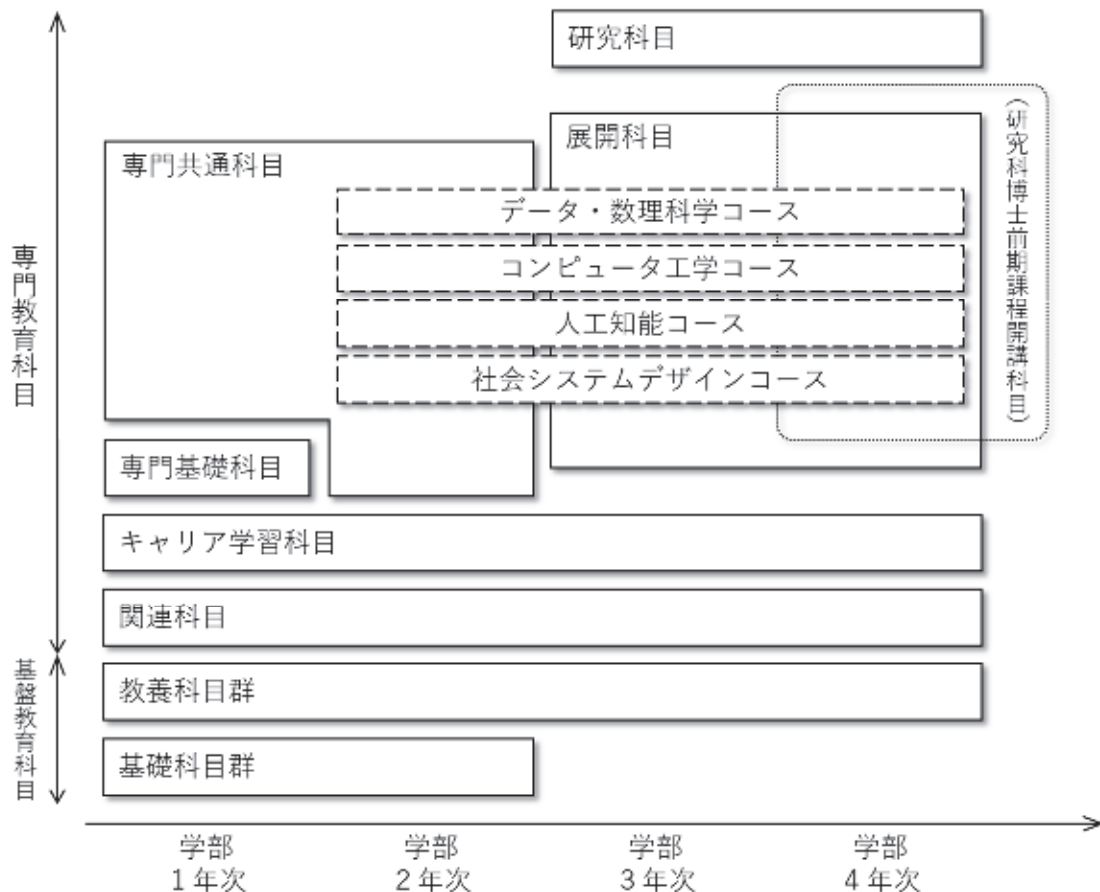 研究科目
展開科目
(研究科博士前期課程開講科目)
専門共通科目
データ・数理科学コース
コンピュータ工学コース
人工知能コース
社会システムデザインコース
専門教育科目
専門基礎科目
キャリア学習科目
関連科目
基盤教育科目
教養科目群
基礎科目群
学部
1年次
学部
2年次
学部
3年次
学部
4年次